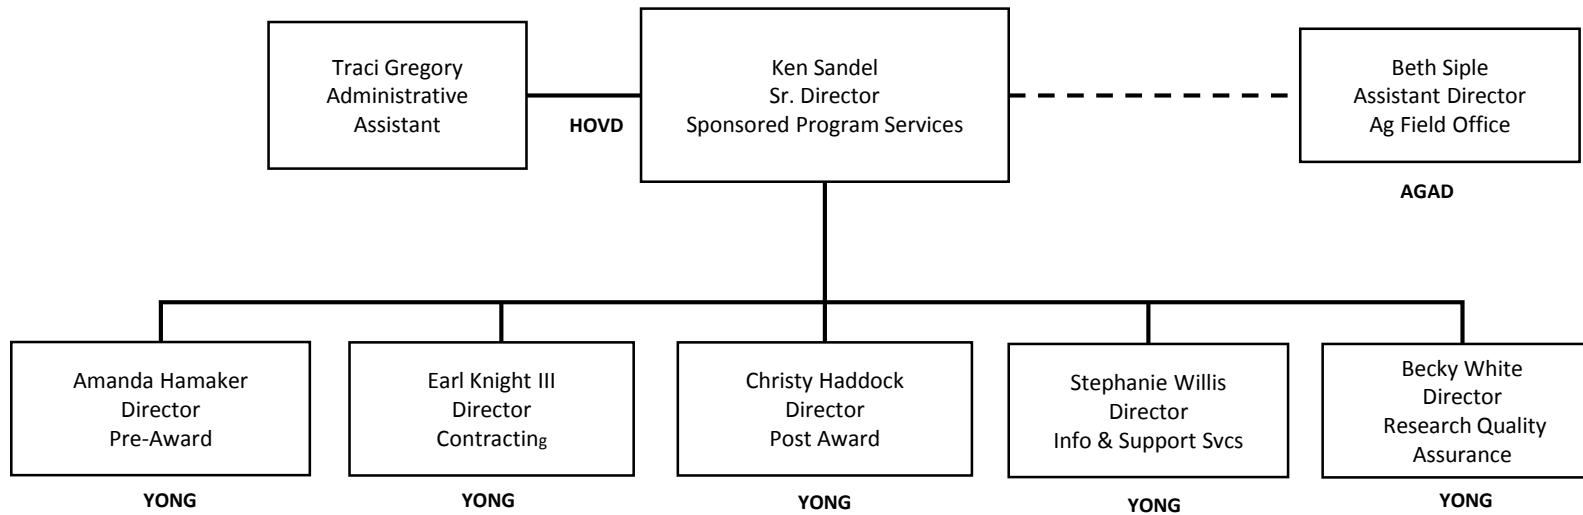 Traci Gregory
Administrative
Assistant
HOVD
Ken Sandel
Sr. Director
Sponsored Program Services
Beth Siple
Assistant Director
Ag Field Office
AGAD
Amanda Hamaker
Director
Pre-Award
YONG
Earl Knight III
Director
Contracting
YONG
Christy Haddock
Director
Post Award
YONG
Stephanie Willis
Director
Info & Support Svcs
YONG
Becky White
Director
Research Quality
Assurance
YONG